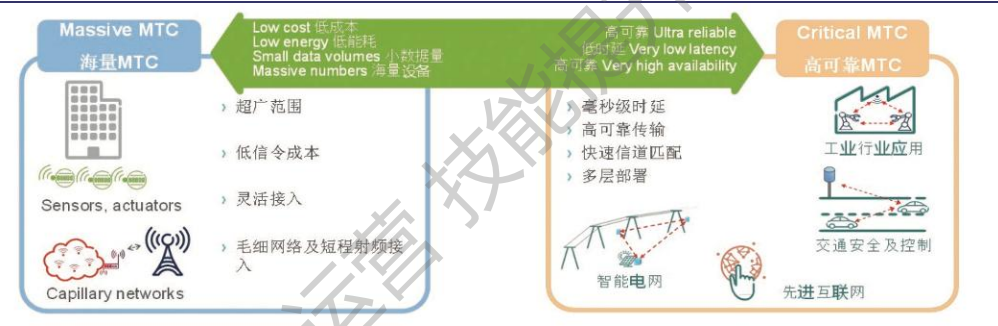 Massive MTC
海量MTC
Low cost 低成本
Low energy 低能耗
Small data volumes 小数据量
Massive numbers 海量设备
高可靠 Ultra reliable
低时延 Very low latency
高可靠 Very high availability
Critical MTC
高可靠MTC
› 超广范围
› 低信令成本
› 灵活接入
› 毛细网络及短程射频接
入
Sensors, actuators
Capillary networks
› 毫秒级时延
› 高可靠传输
› 快速信道匹配
› 多层部署
工业行业应用
交通安全及控制
智能电网
先进互联网
运营 技能提